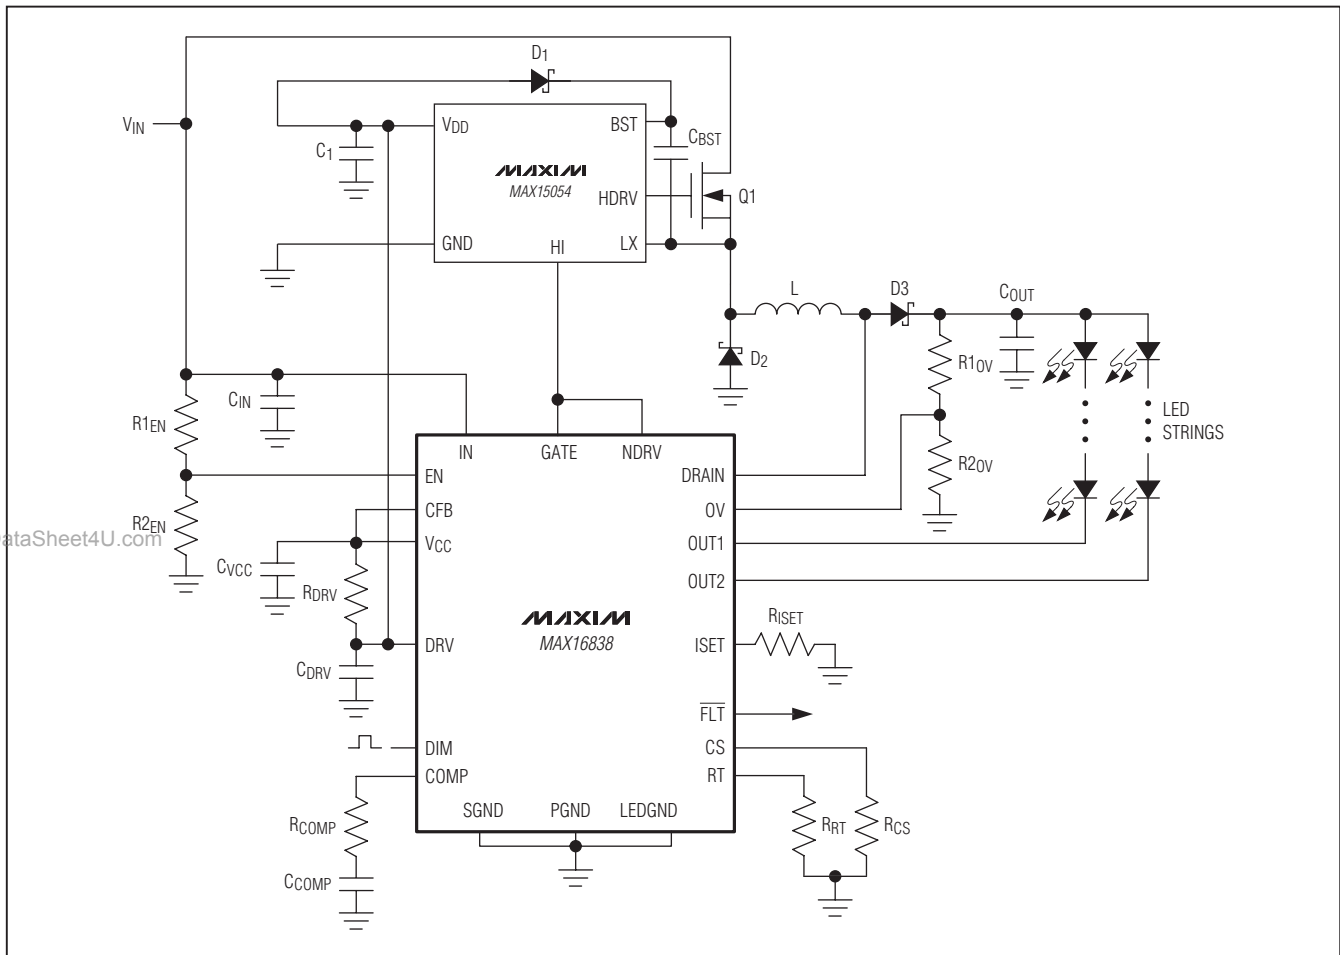 D1
VIN
VDD
BST
CBST
C1
MAXIM
MAX15054
HDRV
Q1
GND
HI
LX
L
D3
COUT
D2
R1OV
CIN
R1EN
LED
STRINGS
IN
GATE
NDRV
R2OV
EN
DRAIN
CFB
OV
R2EN
ataSheet4U.com
VCC
OUT1
CVCC
OUT2
RDRV
MAXIM
MAX16838
RISET
DRV
ISET
CDRV
FLT
DIM
CS
COMP
RT
SGND
PGND
LEDGND
RCOMP
RRT
RCS
CCOMP